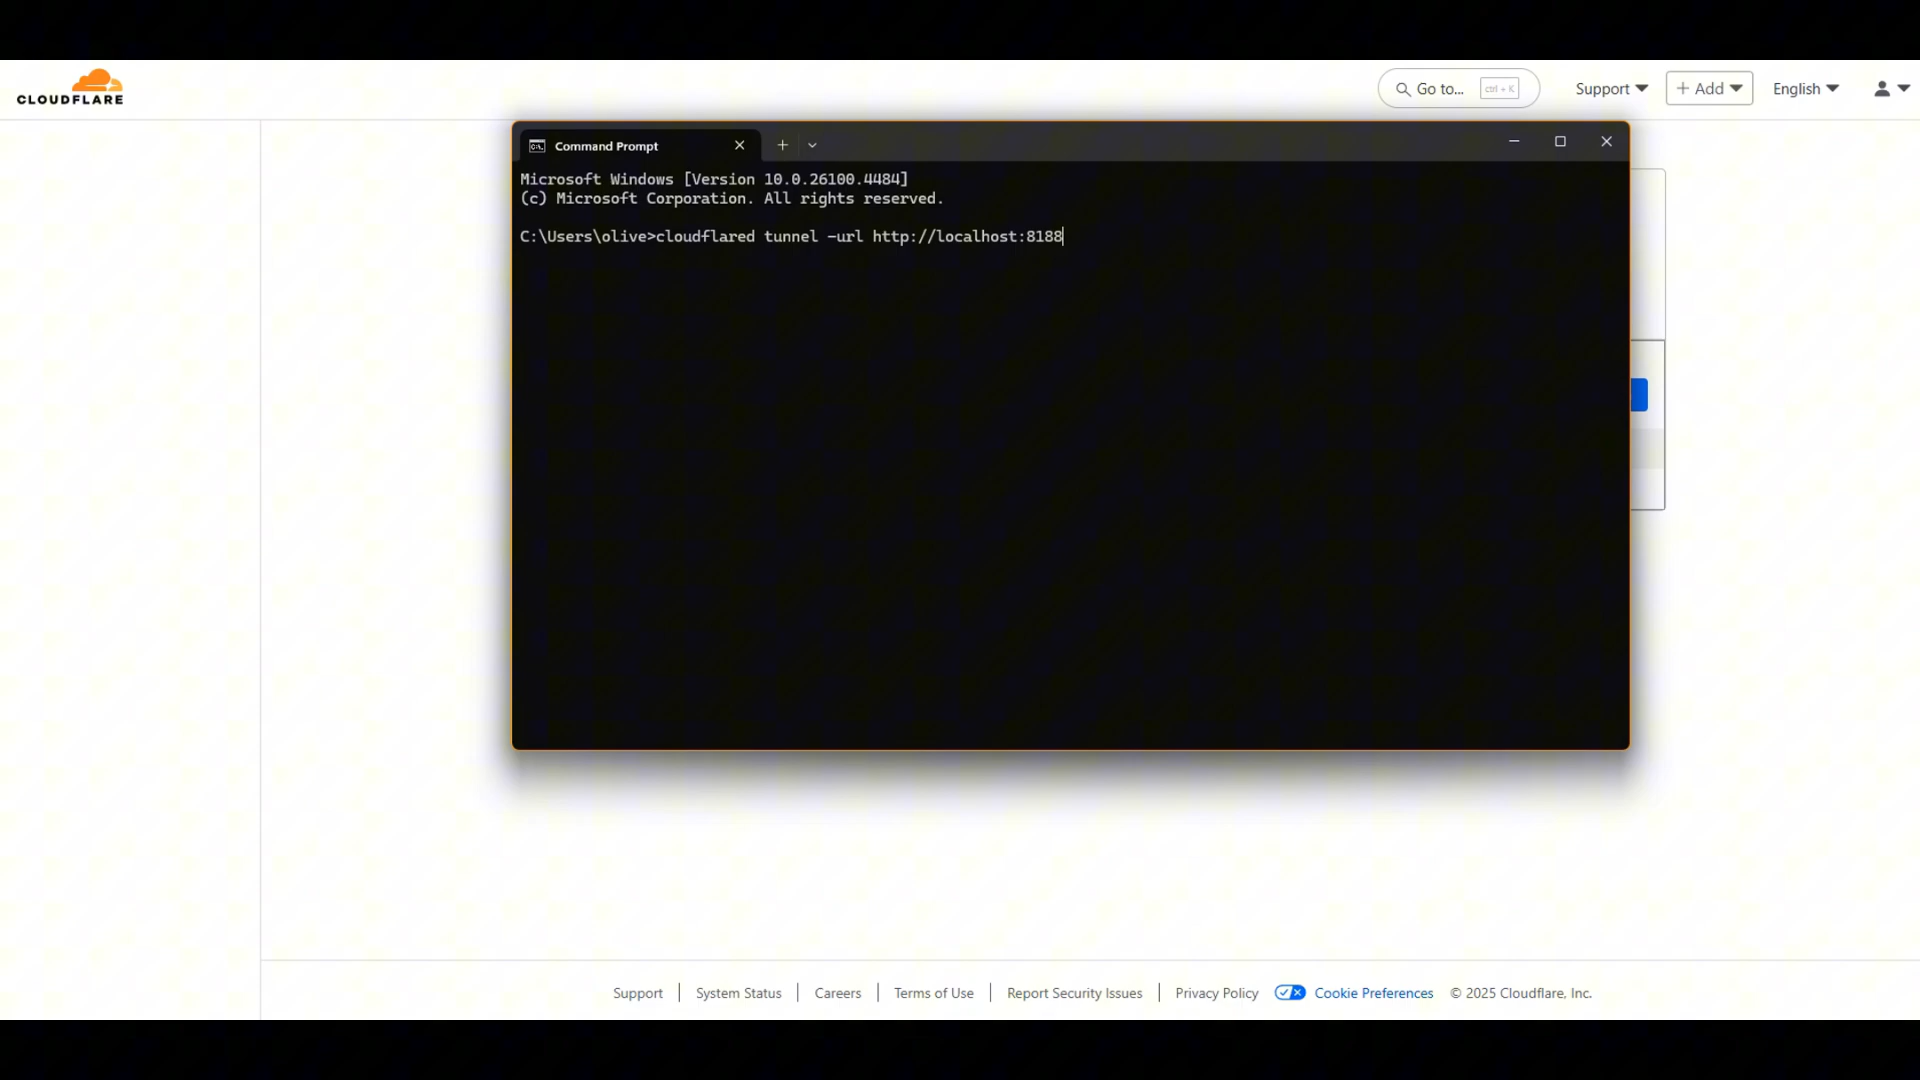 CLOUDFLARE
Go to... ctrl + K
Support
+ Add
English
Command Prompt
Microsoft Windows [Version 10.0.26100.4484]
(c) Microsoft Corporation. All rights reserved.
C:\Users\olive>cloudflared tunnel –url http://localhost:8188
Support
System Status
Careers
Terms of Use
Report Security Issues
Privacy Policy
Cookie Preferences
© 2025 Cloudflare, Inc.